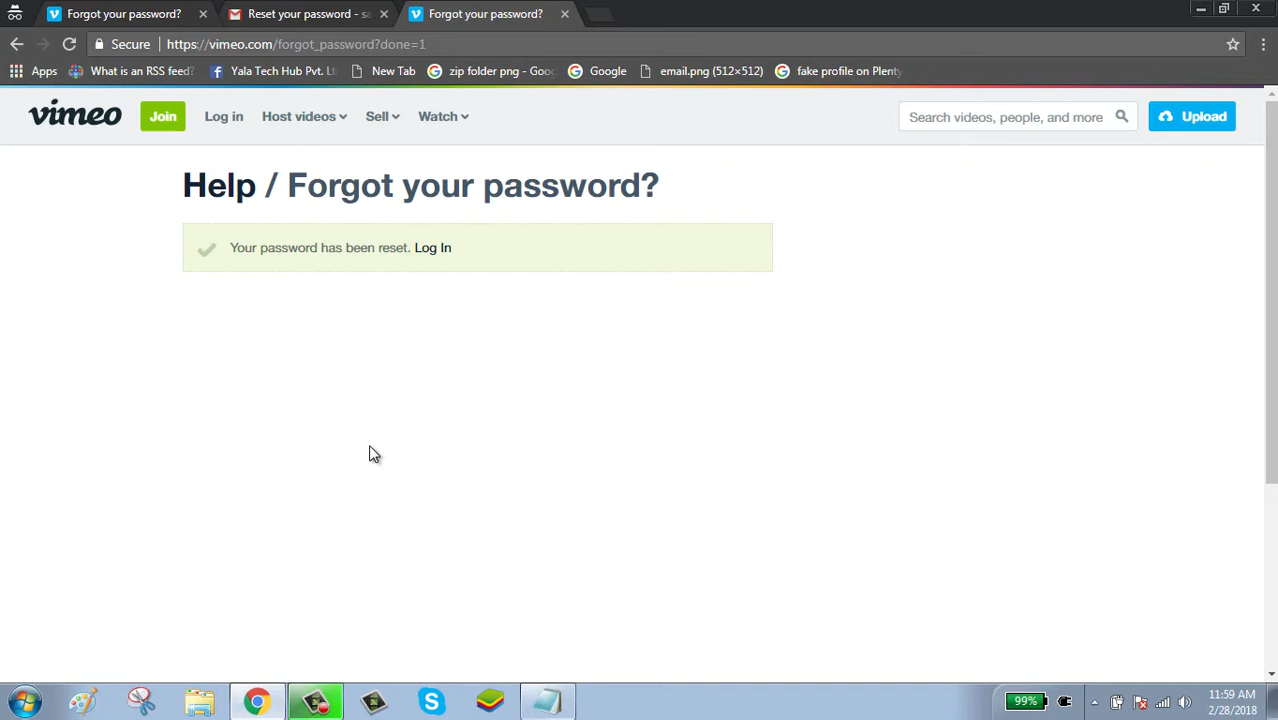 Forgot your password?
Reset your password - sa
Forgot your password?
Secure https://vimeo.com/forgot_password?done=1
Apps What is an RSS feed? Yala Tech Hub Pvt. Lt New Tab zip folder png - Goo Google email.png (512×512) fake profile on Plenty
vimeo Join Log in Host videos Sell Watch Search videos, people, and more Upload
Help / Forgot your password?
Your password has been reset. Log In
99% 11:59 AM
2/28/2018